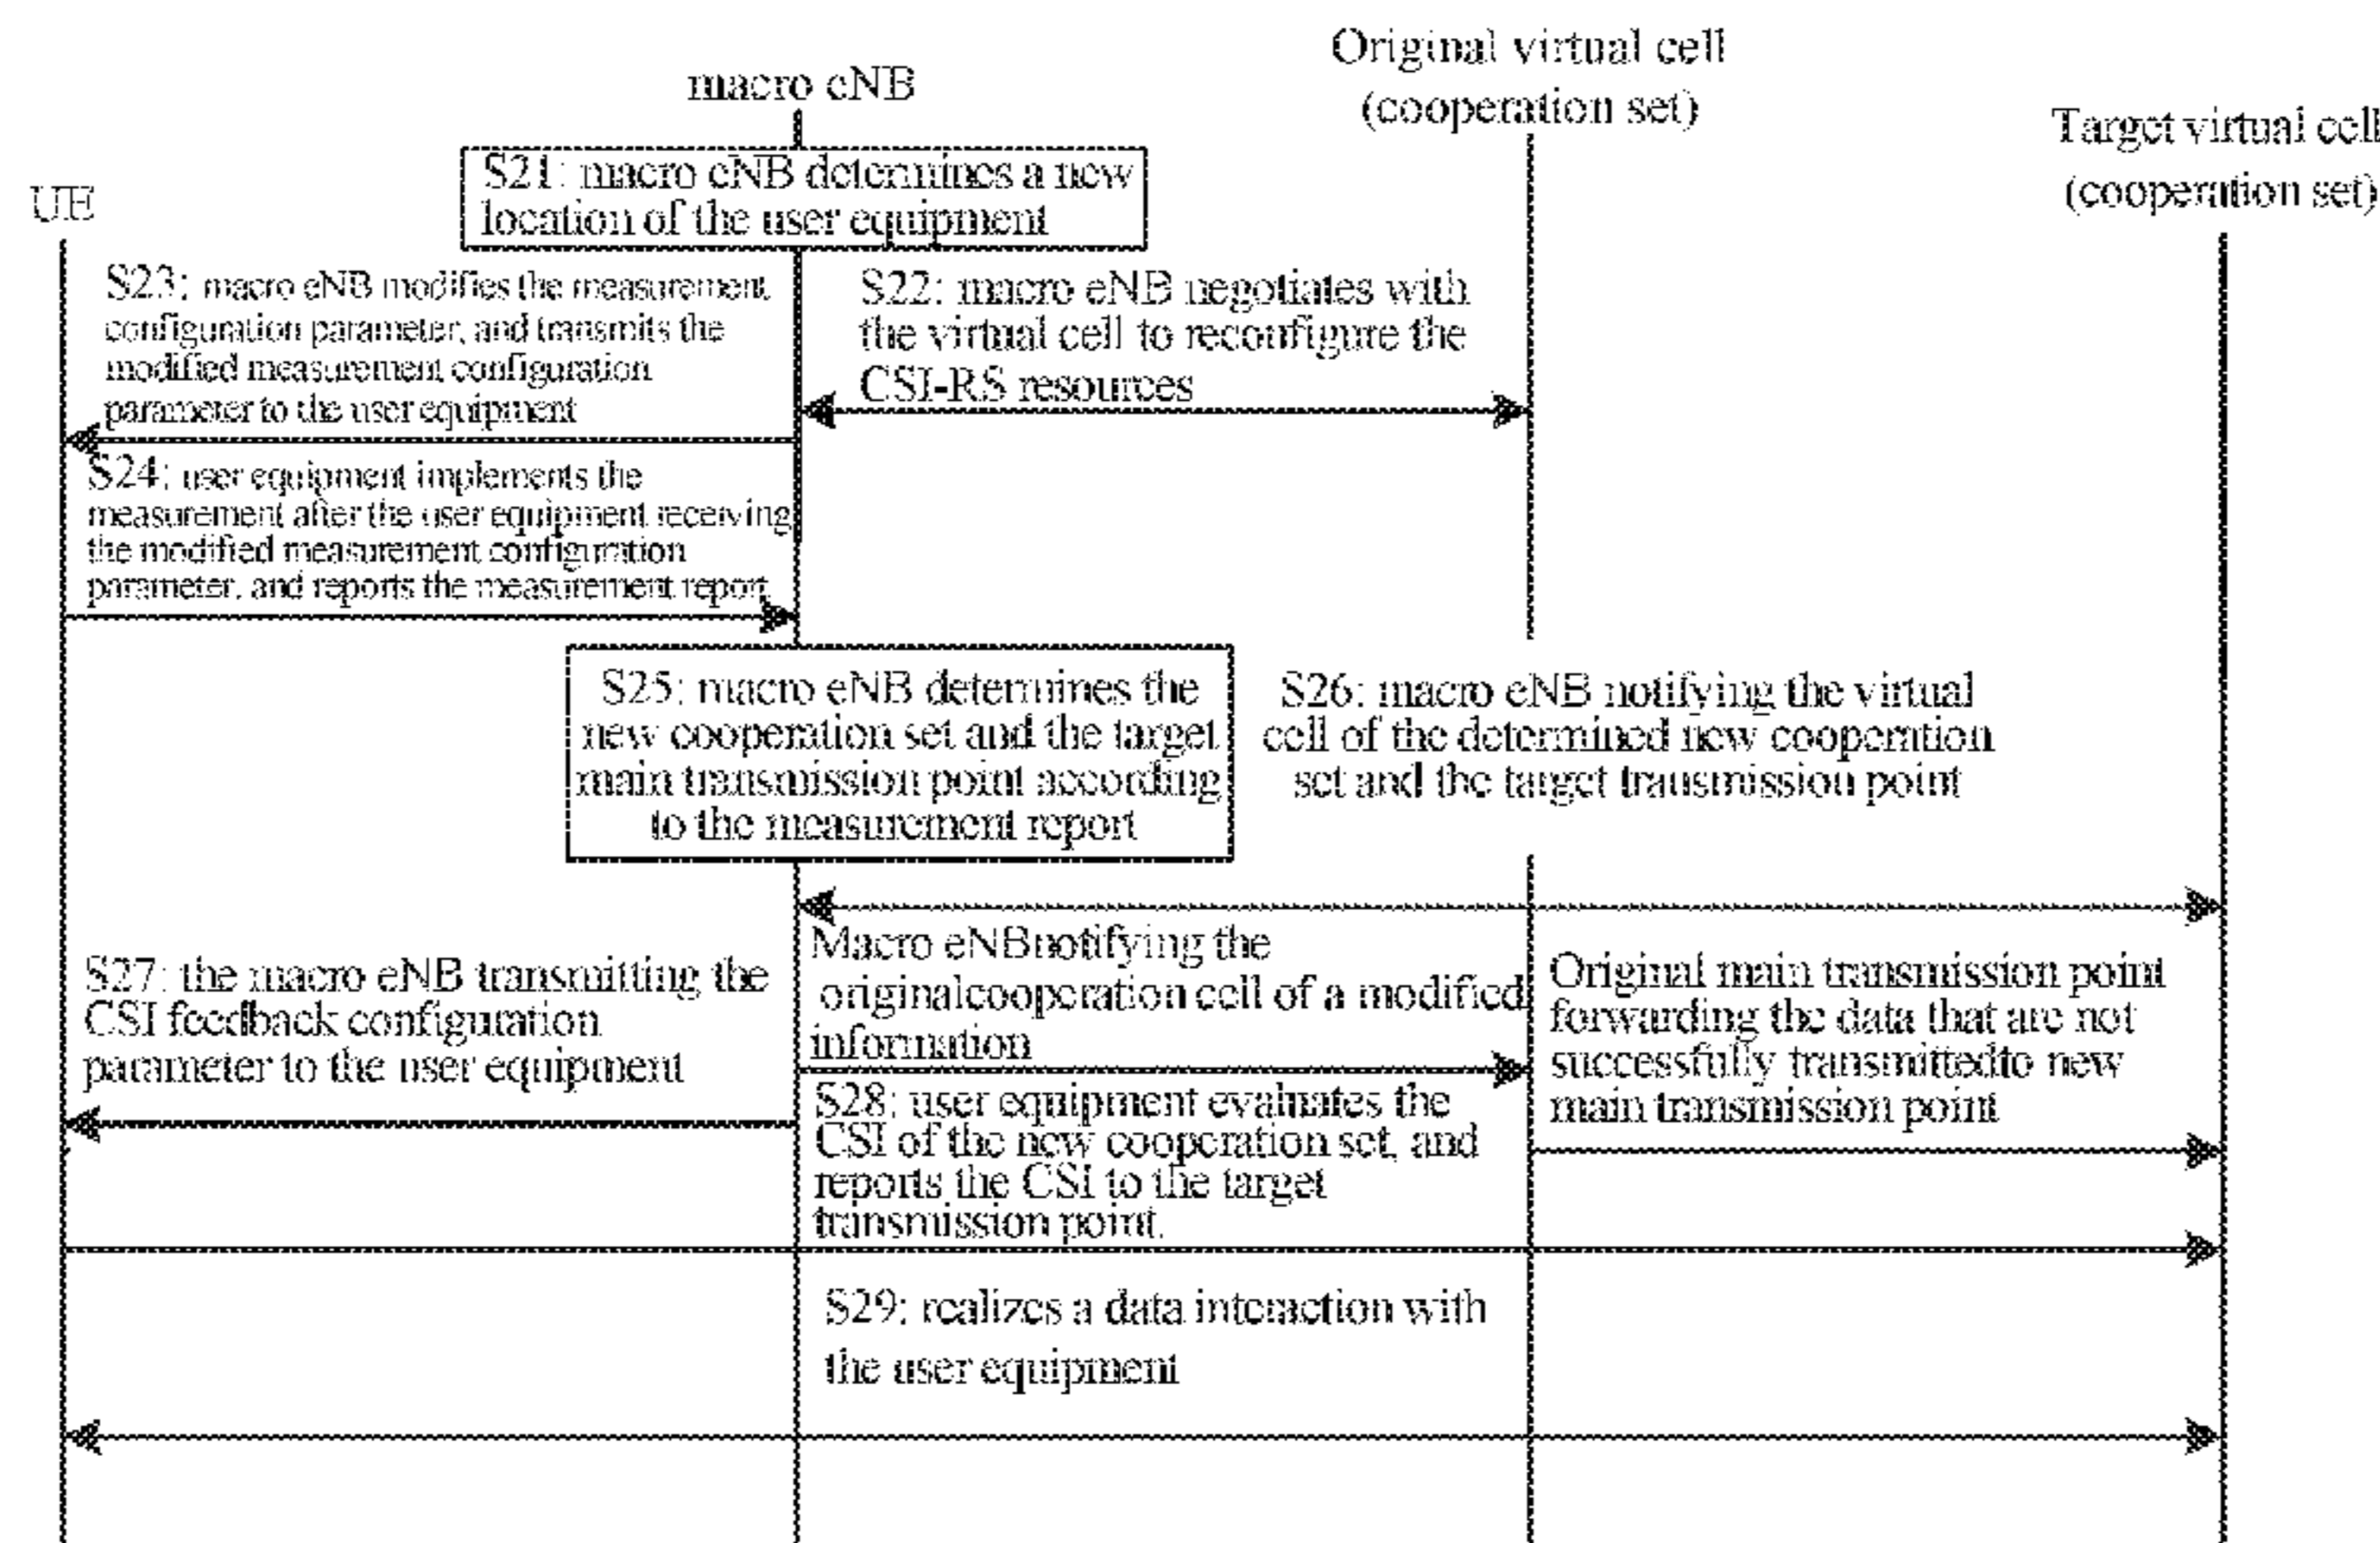 Original virtual cell
(cooperation set)
macro eNB
Target virtual cell
(cooperation set)
UE
S21: macro eNB determines a new
location of the user equipment
S23: macro eNB modifies the measurement
configuration parameter, and transmits the
modified measurement configuration
parameter to the user equipment
S22: macro eNB negotiates with
the virtual cell to reconfigure the
CSI-RS resources
S24: user equipment implements the
measurement after the user equipment receiving
the modified measurement configuration
parameter, and reports the measurement report
S25: macro eNB determines the
new cooperation set and the target
main transmission point according
to the measurement report
S26: macro eNB notifying the virtual
cell of the determined new cooperation
set and the target transmission point
Macro eNBnotifying the
originalcooperation cell of a modified
information
S27: the macro eNB transmitting the
CSI feedback configuration
parameter to the user equipment
Original main transmission point
forwarding the data that are not
successfully transmittedto new
main transmission point
S28: user equipment evaluates the
CSI of the new cooperation set, and
reports the CSI to the target
transmission point.
S29: realizes a data interaction with
the user equipment